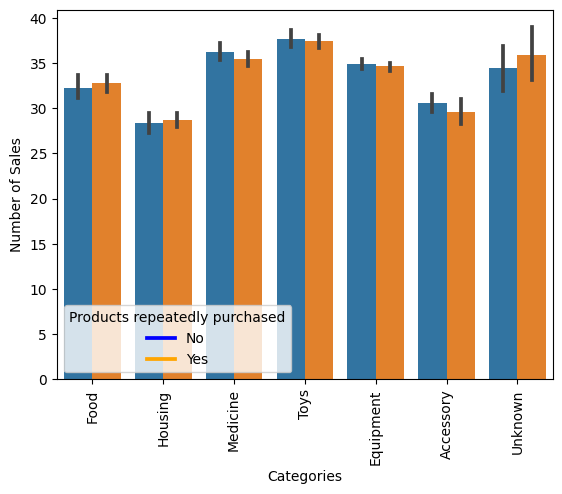 40
35
30
25
20
15
10
5
0
Number of Sales
Products repeatedly purchased
No
Yes
Food
Housing
Medicine
Toys
Equipment
Accessory
Unknown
Categories